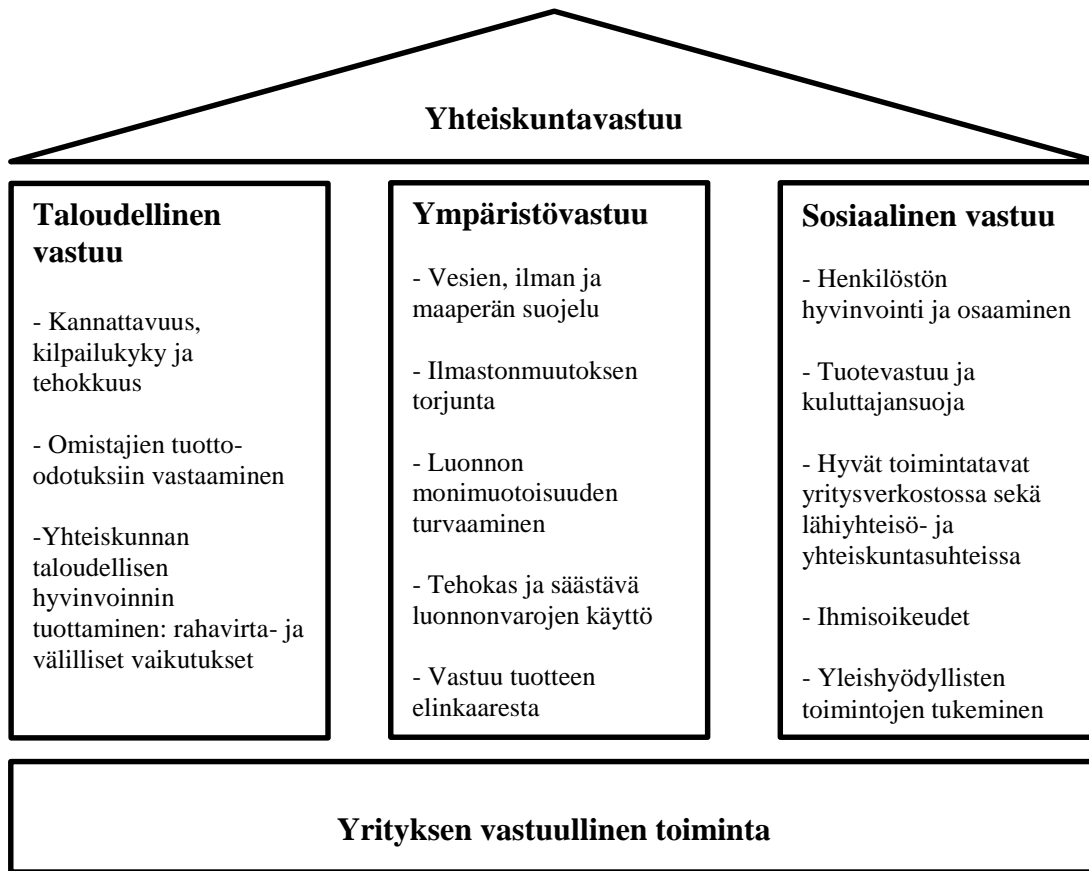 Yhteiskuntavastuu
Taloudellinen
vastuu
- Kannattavuus,
kilpailukyky ja
tehokkuus
- Omistajien tuotto-
odotuksiin vastaaminen
-Yhteiskunnan
taloudellisen
hyvinvoinnin
tuottaminen: rahavirta- ja
välilliset vaikutukset
Ympäristövastuu
- Vesien, ilman ja
maaperän suojelu
- Ilmastonmuutoksen
torjunta
- Luonnon
monimuotoisuuden
turvaaminen
- Tehokas ja säästävä
luonnonvarojen käyttö
- Vastuu tuotteen
elinkaaresta
Sosiaalinen vastuu
- Henkilöstön
hyvinvointi ja osaaminen
- Tuotevastuu ja
kuluttajansuoja
- Hyvät toimintatavat
yritysverkostossa sekä
lähiyhteisö- ja
yhteiskuntasuhteissa
- Ihmisoikeudet
- Yleishyödyllisten
toimintojen tukeminen
Yrityksen vastuullinen toiminta